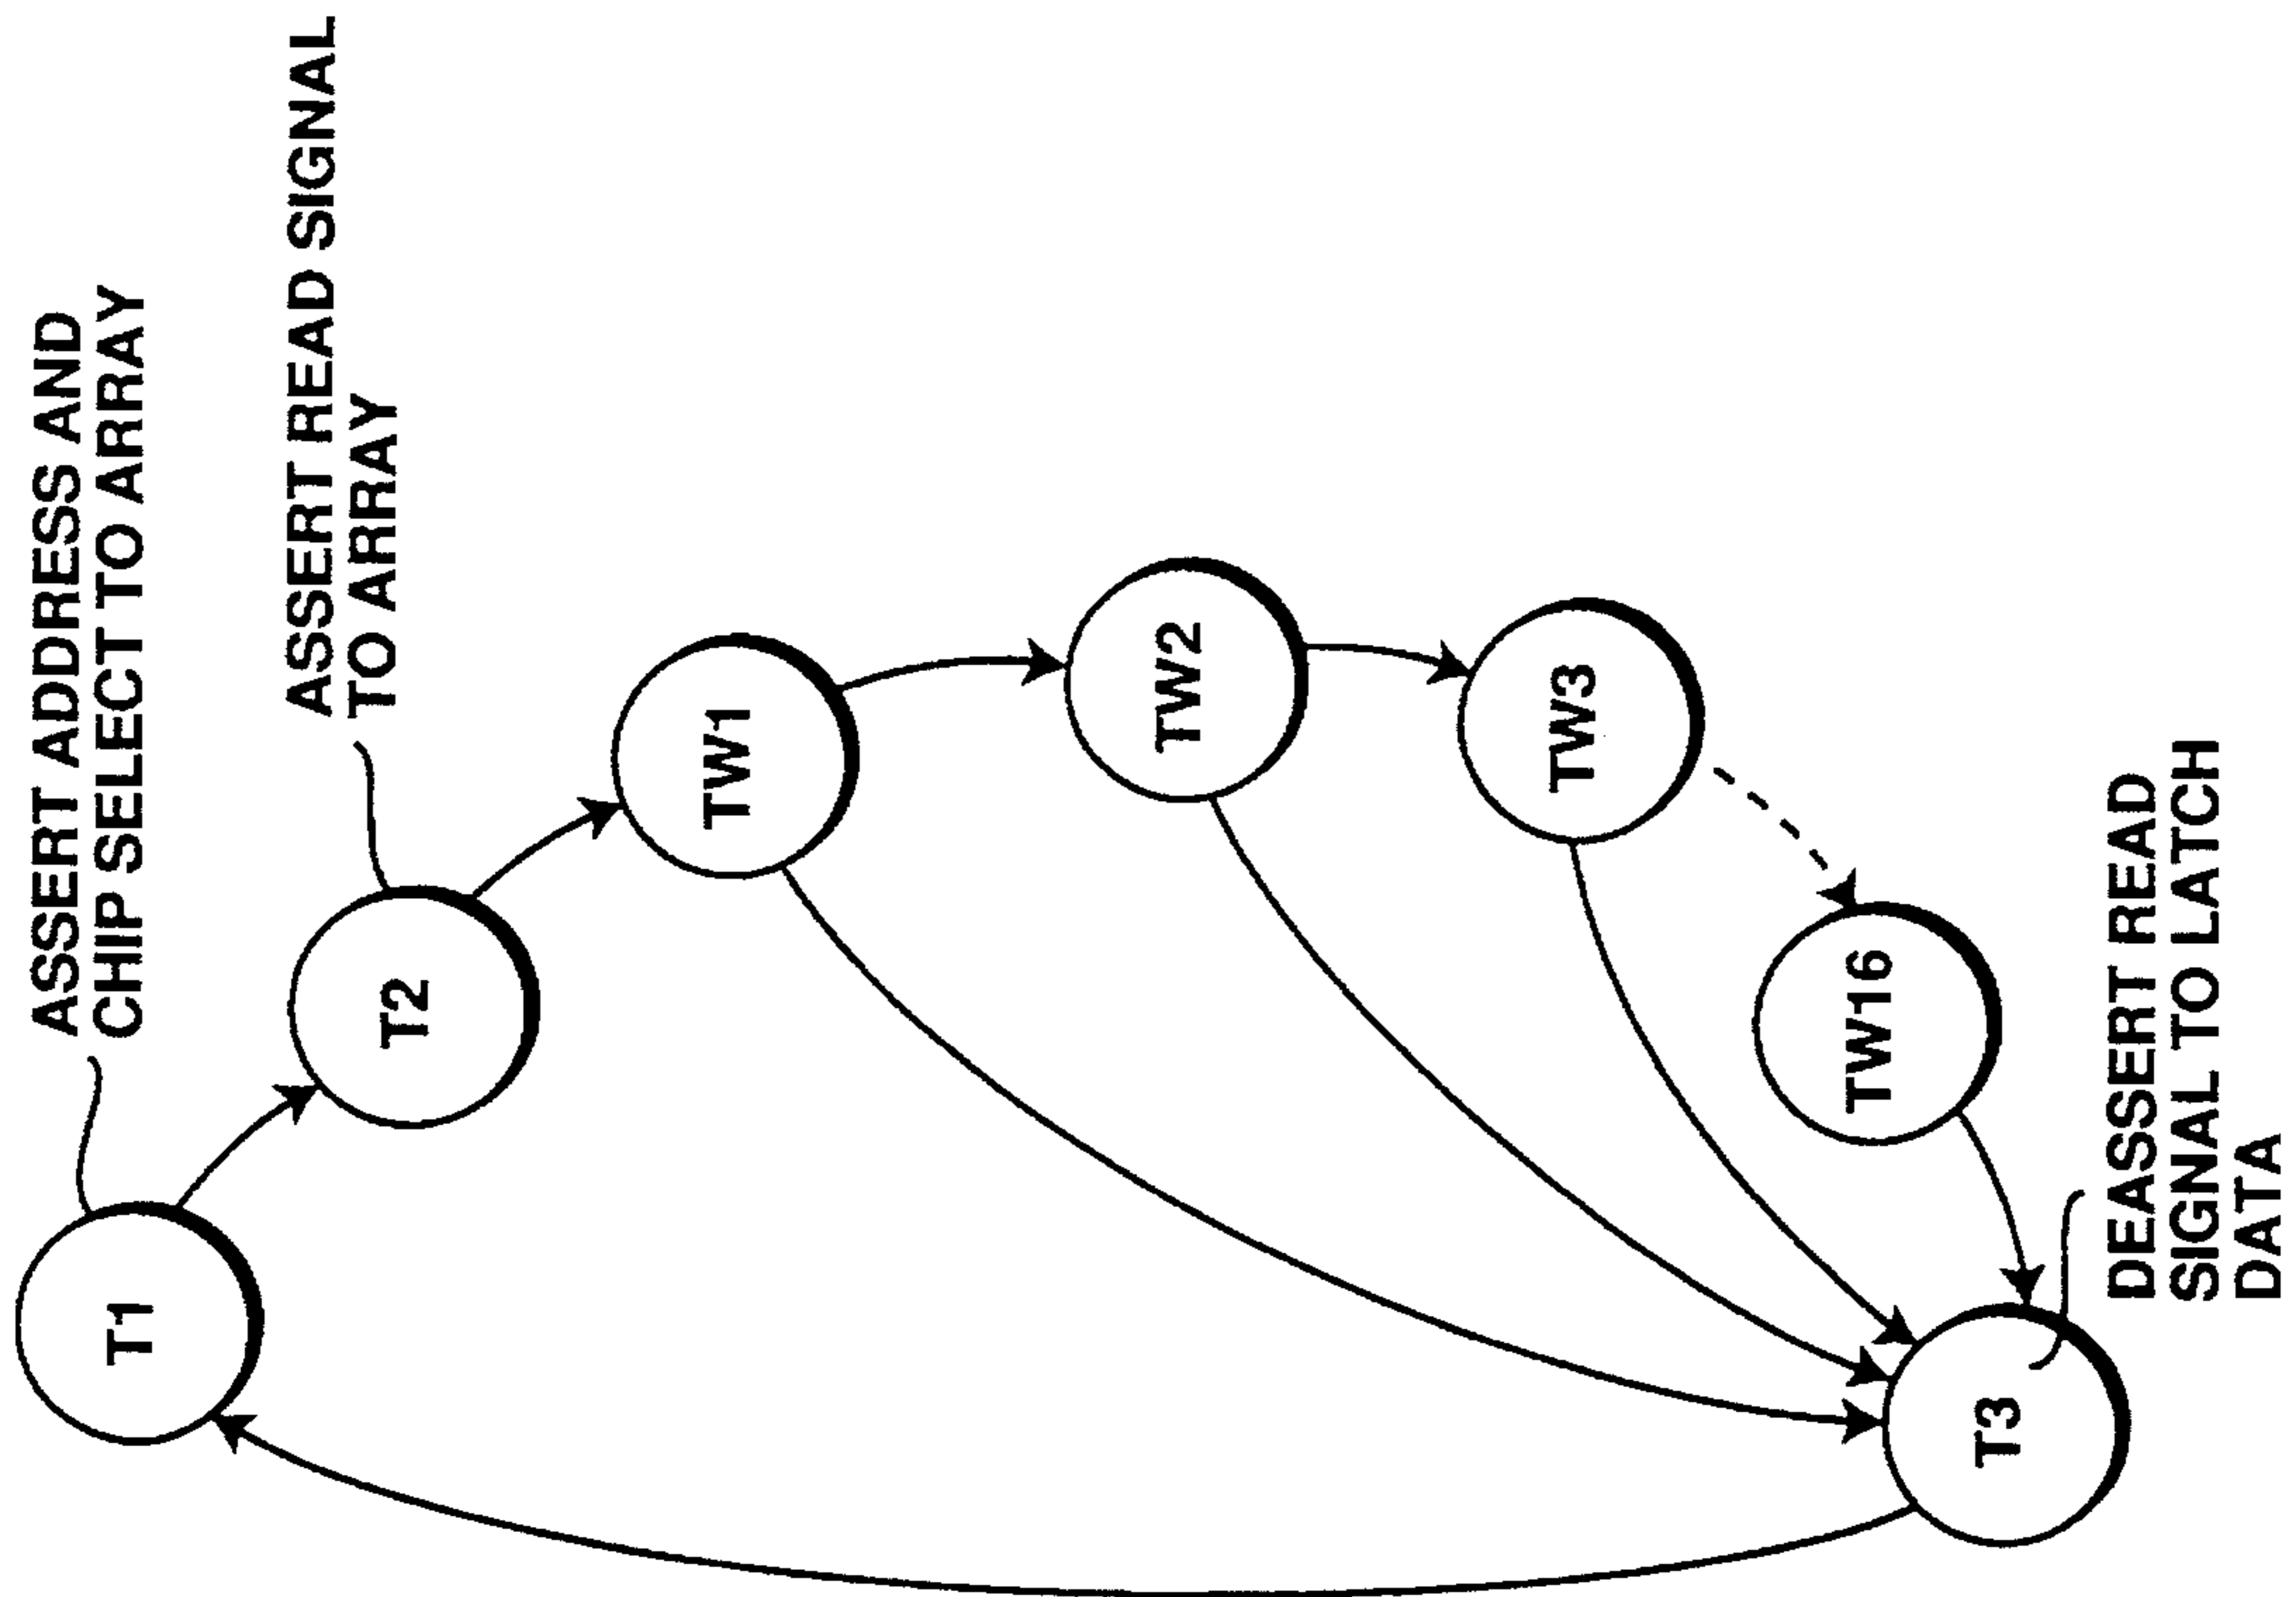 ASSERT ADDRESS AND
CHIP SELECT TO ARRAY
ASSERT READ SIGNAL
TO ARRAY
T1
T2
TW1
TW2
TW3
TW16
T3
DEASSERT READ
SIGNAL TO LATCH
DATA